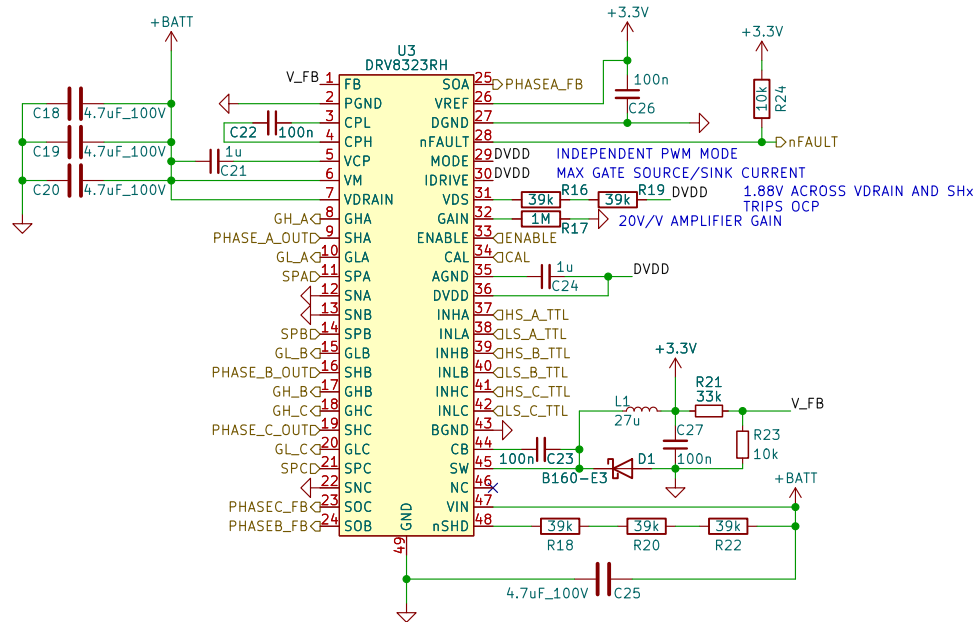 +BATT
C18 4.7uF_100V
C19 4.7uF_100V
C20 4.7uF_100V
C22 100n
1u
C21
U3
DRV8323RH
V_FB 1 FB
2 PGND
3 CPL
4 CPH
5 VCP
6 VM
7 VDRAIN
GH_A 8 GHA
PHASE_A_OUT 9 SHA
GL_A 10 GLA
SPA 11 SPA
12 SNA
13 SNB
SPB 14 SPB
GL_B 15 GLB
PHASE_B_OUT 16 SHB
GH_B 17 GHB
GH_C 18 GHC
PHASE_C_OUT 19 SHC
GL_C 20 GLC
SPC 21 SPC
22 SNC
PHASEC_FB 23 SOC
PHASEB_FB 24 SOB
GND
49
SOA 25 PHASEA_FB
VREF 26
DGND 27
nFAULT 28
MODE 29 DVDD INDEPENDENT PWM MODE
IDRIVE 30 DVDD MAX GATE SOURCE/SINK CURRENT
VDS 31 39k R16 39k R19 DVDD
1.88V ACROSS VDRAIN AND SHx
TRIPS OCP
GAIN 32 1M R17 20V/V AMPLIFIER GAIN
ENABLE 33 ENABLE
CAL 34 CAL
AGND 35
DVDD 36
INHA 37 HS_A_TTL
INLA 38 LS_A_TTL
INHB 39 HS_B_TTL
INLB 40 LS_B_TTL
INHC 41 HS_C_TTL
INLC 42 LS_C_TTL
BGND 43
CB 44
SW 45
NC 46
VIN 47
nSHD 48
+3.3V
100n
C26
+3.3V
10k R24
nFAULT
1u
C24
DVDD
+3.3V
L1
27u
R21
33k
V_FB
C27
100n
R23
10k
100n C23
D1
B160-E3
+BATT
39k 39k 39k
R18 R20 R22
4.7uF_100V C25